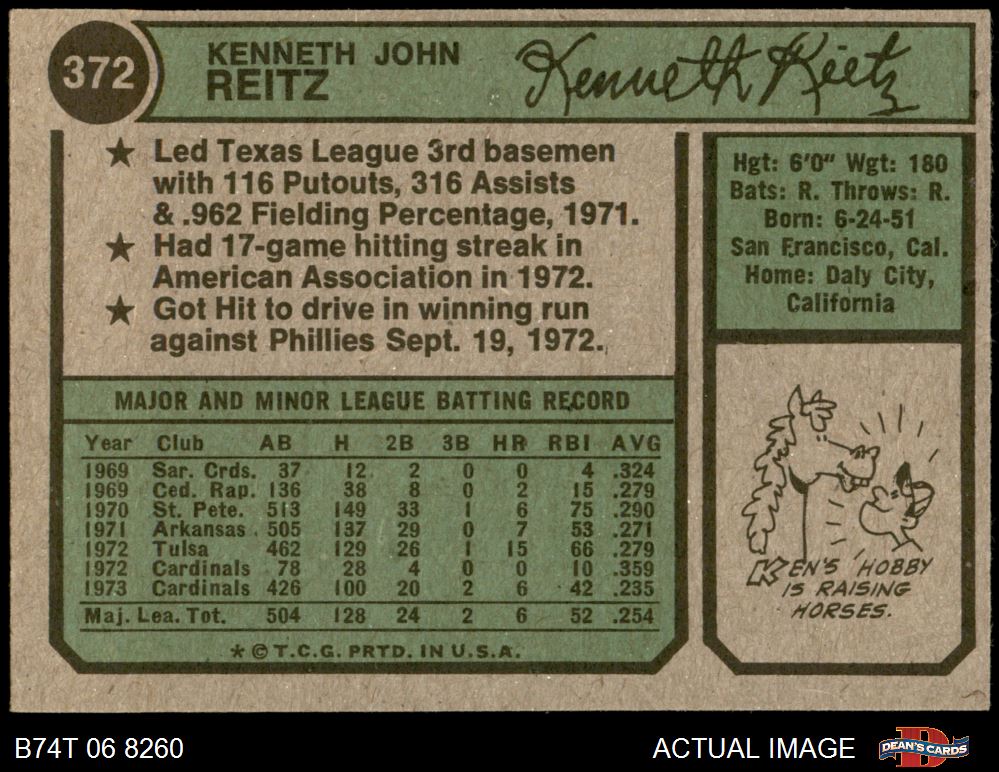 372
KENNETH JOHN
REITZ
Kenneth Reitz
★ Led Texas League 3rd basemen
with 116 Putouts, 316 Assists
& .962 Fielding Percentage, 1971.
★ Had 17-game hitting streak in
American Association in 1972.
★ Got Hit to drive in winning run
against Phillies Sept. 19, 1972.
Hgt: 6'0" Wgt: 180
Bats: R. Throws: R.
Born: 6-24-51
San Francisco, Cal.
Home: Daly City,
California
MAJOR AND MINOR LEAGUE BATTING RECORD
Year Club AB H 2B 3B HR RBI AVG
1969 Sar. Crds. 37 12 2 0 0 4 .324
1969 Ced. Rap. 136 38 8 0 2 15 .279
1970 St. Pete. 513 149 33 1 6 75 .290
1971 Arkansas 505 137 29 0 7 53 .271
1972 Tulsa 462 129 26 1 15 66 .279
1972 Cardinals 78 28 4 0 0 10 .359
1973 Cardinals 426 100 20 2 6 42 .235
Maj. Lea. Tot. 504 128 24 2 6 52 .254
* © T.C.G. PRTD. IN U.S.A.
KEN'S HOBBY
IS RAISING
HORSES.
B74T 06 8260
ACTUAL IMAGE
D
DEAN'S CARDS